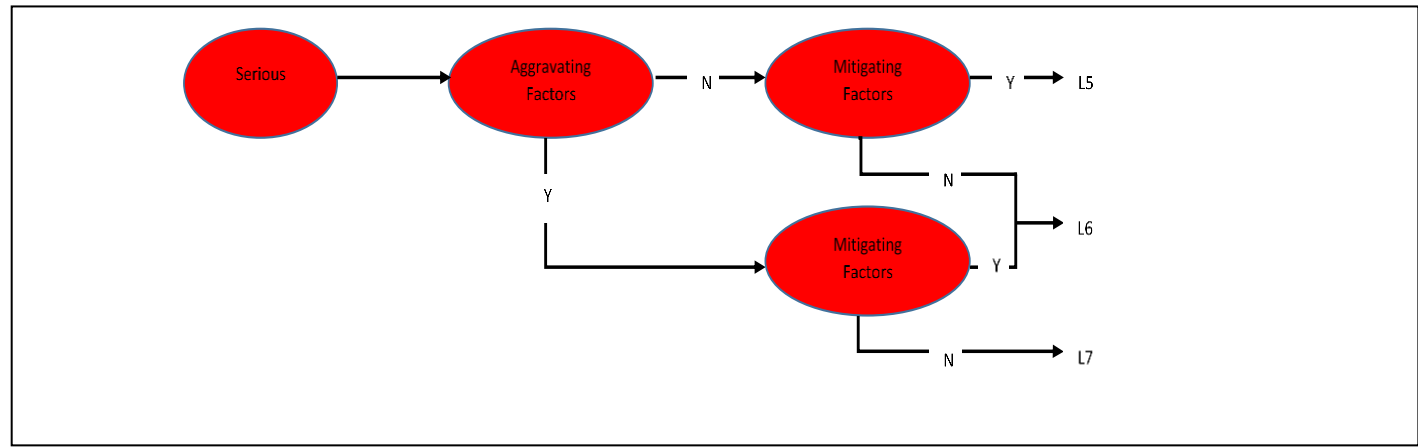 Serious
Aggravating
Factors
N
Mitigating
Factors
Y
L5
N
Y
L6
Mitigating
Factors
Y
N
L7